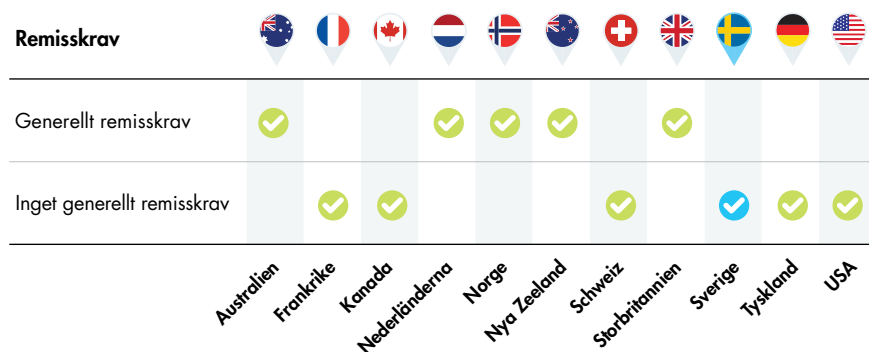 Remisskrav
Generellt remisskrav
Inget generellt remisskrav
Australien
Frankrike
Kanada
Nederländerna
Norge
Nya Zeeland
Schweiz
Storbritannien
Sverige
Tyskland
USA